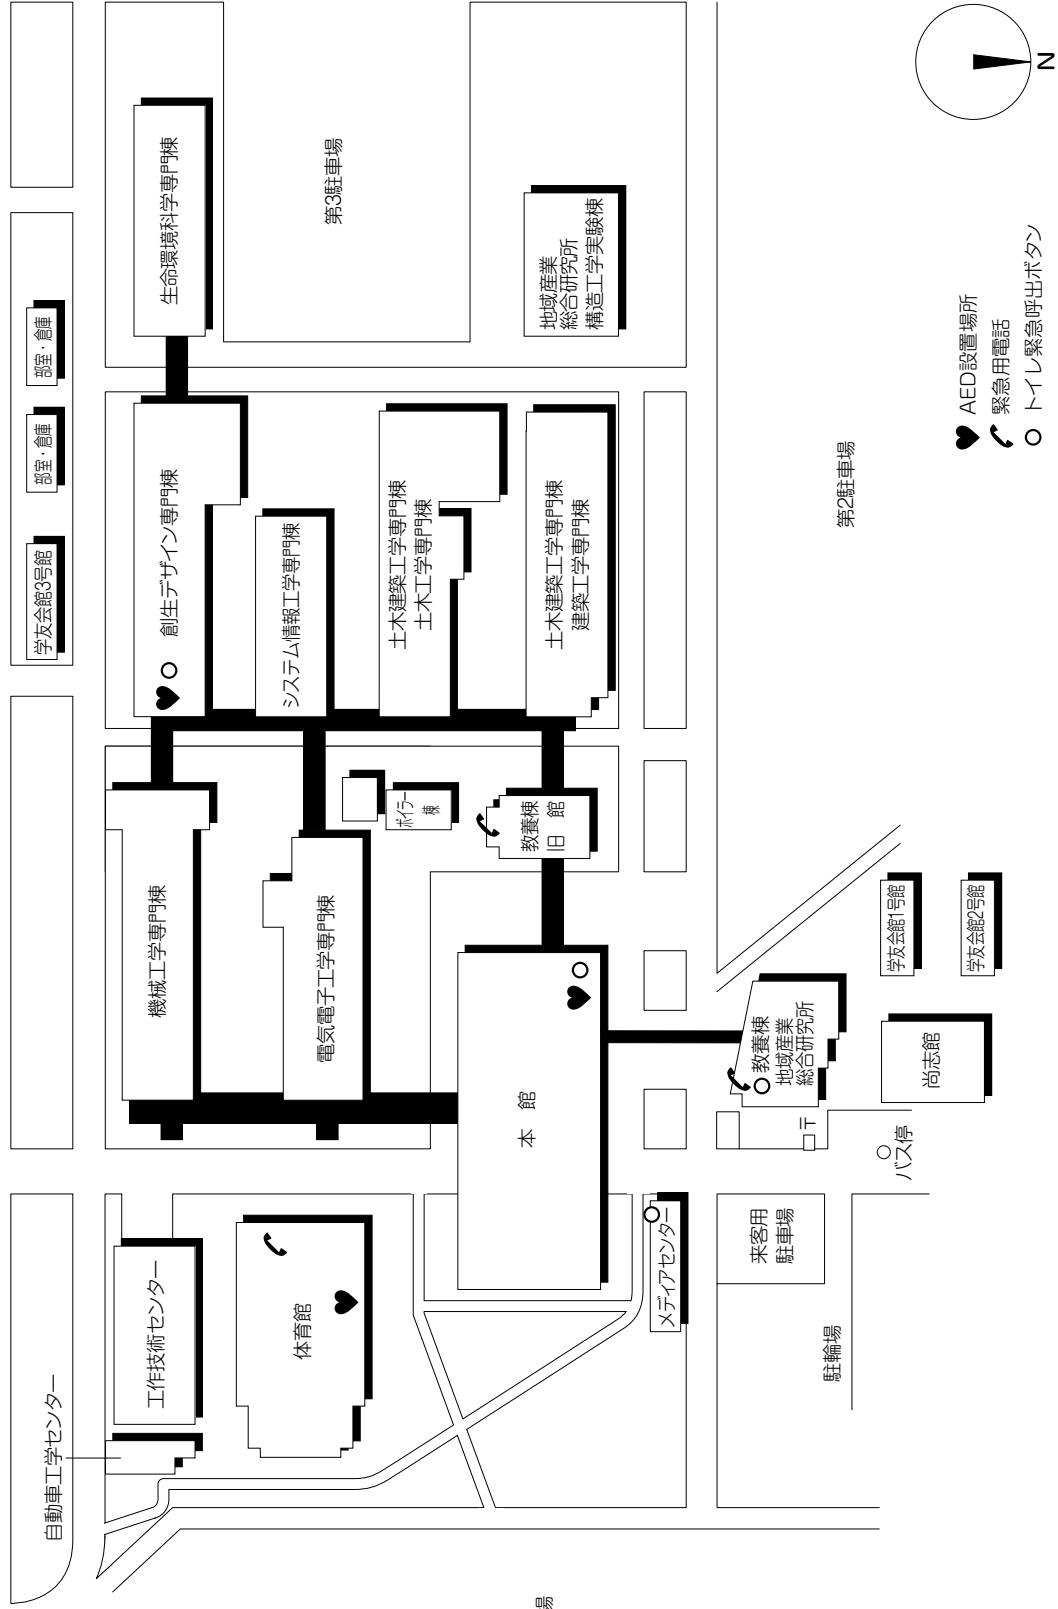 生命環境科学専門棟
第3駐車場
地域産業
総合研究所
構造工学実験棟
部室・倉庫
部室・倉庫
学友会館3号館
創生デザイン専門棟
システム情報工学専門棟
土木建築工学専門棟
土木工学専門棟
土木建築工学専門棟
建築工学専門棟
第2駐車場
N
AED設置場所
緊急用電話
トイレ緊急呼出ボタン
機械工学専門棟
電気電子工学専門棟
ボイラー
棟
教養棟
旧 館
本 館
教養棟
地域産業
総合研究所
学友会館1号館
学友会館2号館
尚志館
〒
バス停
自動車工学センター
工作技術センター
体育館
メディアセンター
来客用
駐車場
駐輪場
場